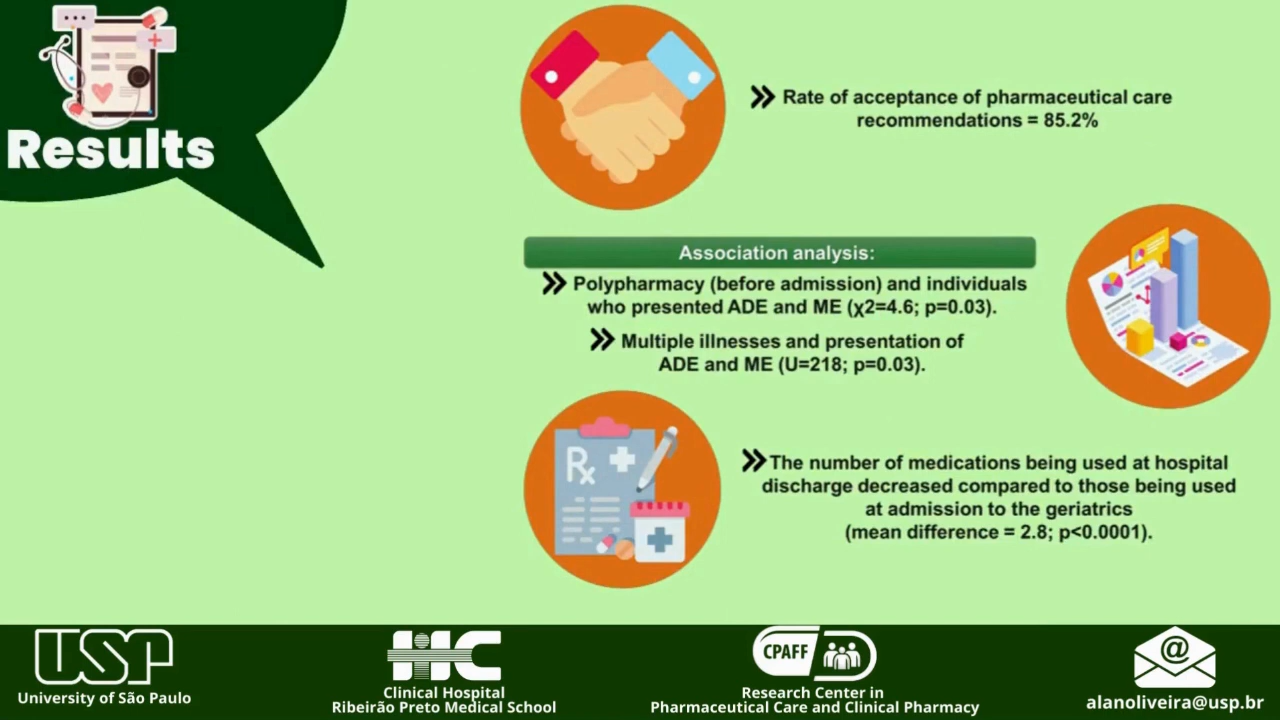 Results
Rate of acceptance of pharmaceutical care
recommendations = 85.2%
Association analysis:
Polypharmacy (before admission) and individuals
who presented ADE and ME (χ2=4.6; p=0.03).
Multiple illnesses and presentation of
ADE and ME (U=218; p=0.03).
Rx
The number of medications being used at hospital
discharge decreased compared to those being used
at admission to the geriatrics
(mean difference = 2.8; p<0.0001).
USP
University of São Paulo
HC
Clinical Hospital
Ribeirão Preto Medical School
CPAFF
Research Center in
Pharmaceutical Care and Clinical Pharmacy
@
alanoliveira@usp.br